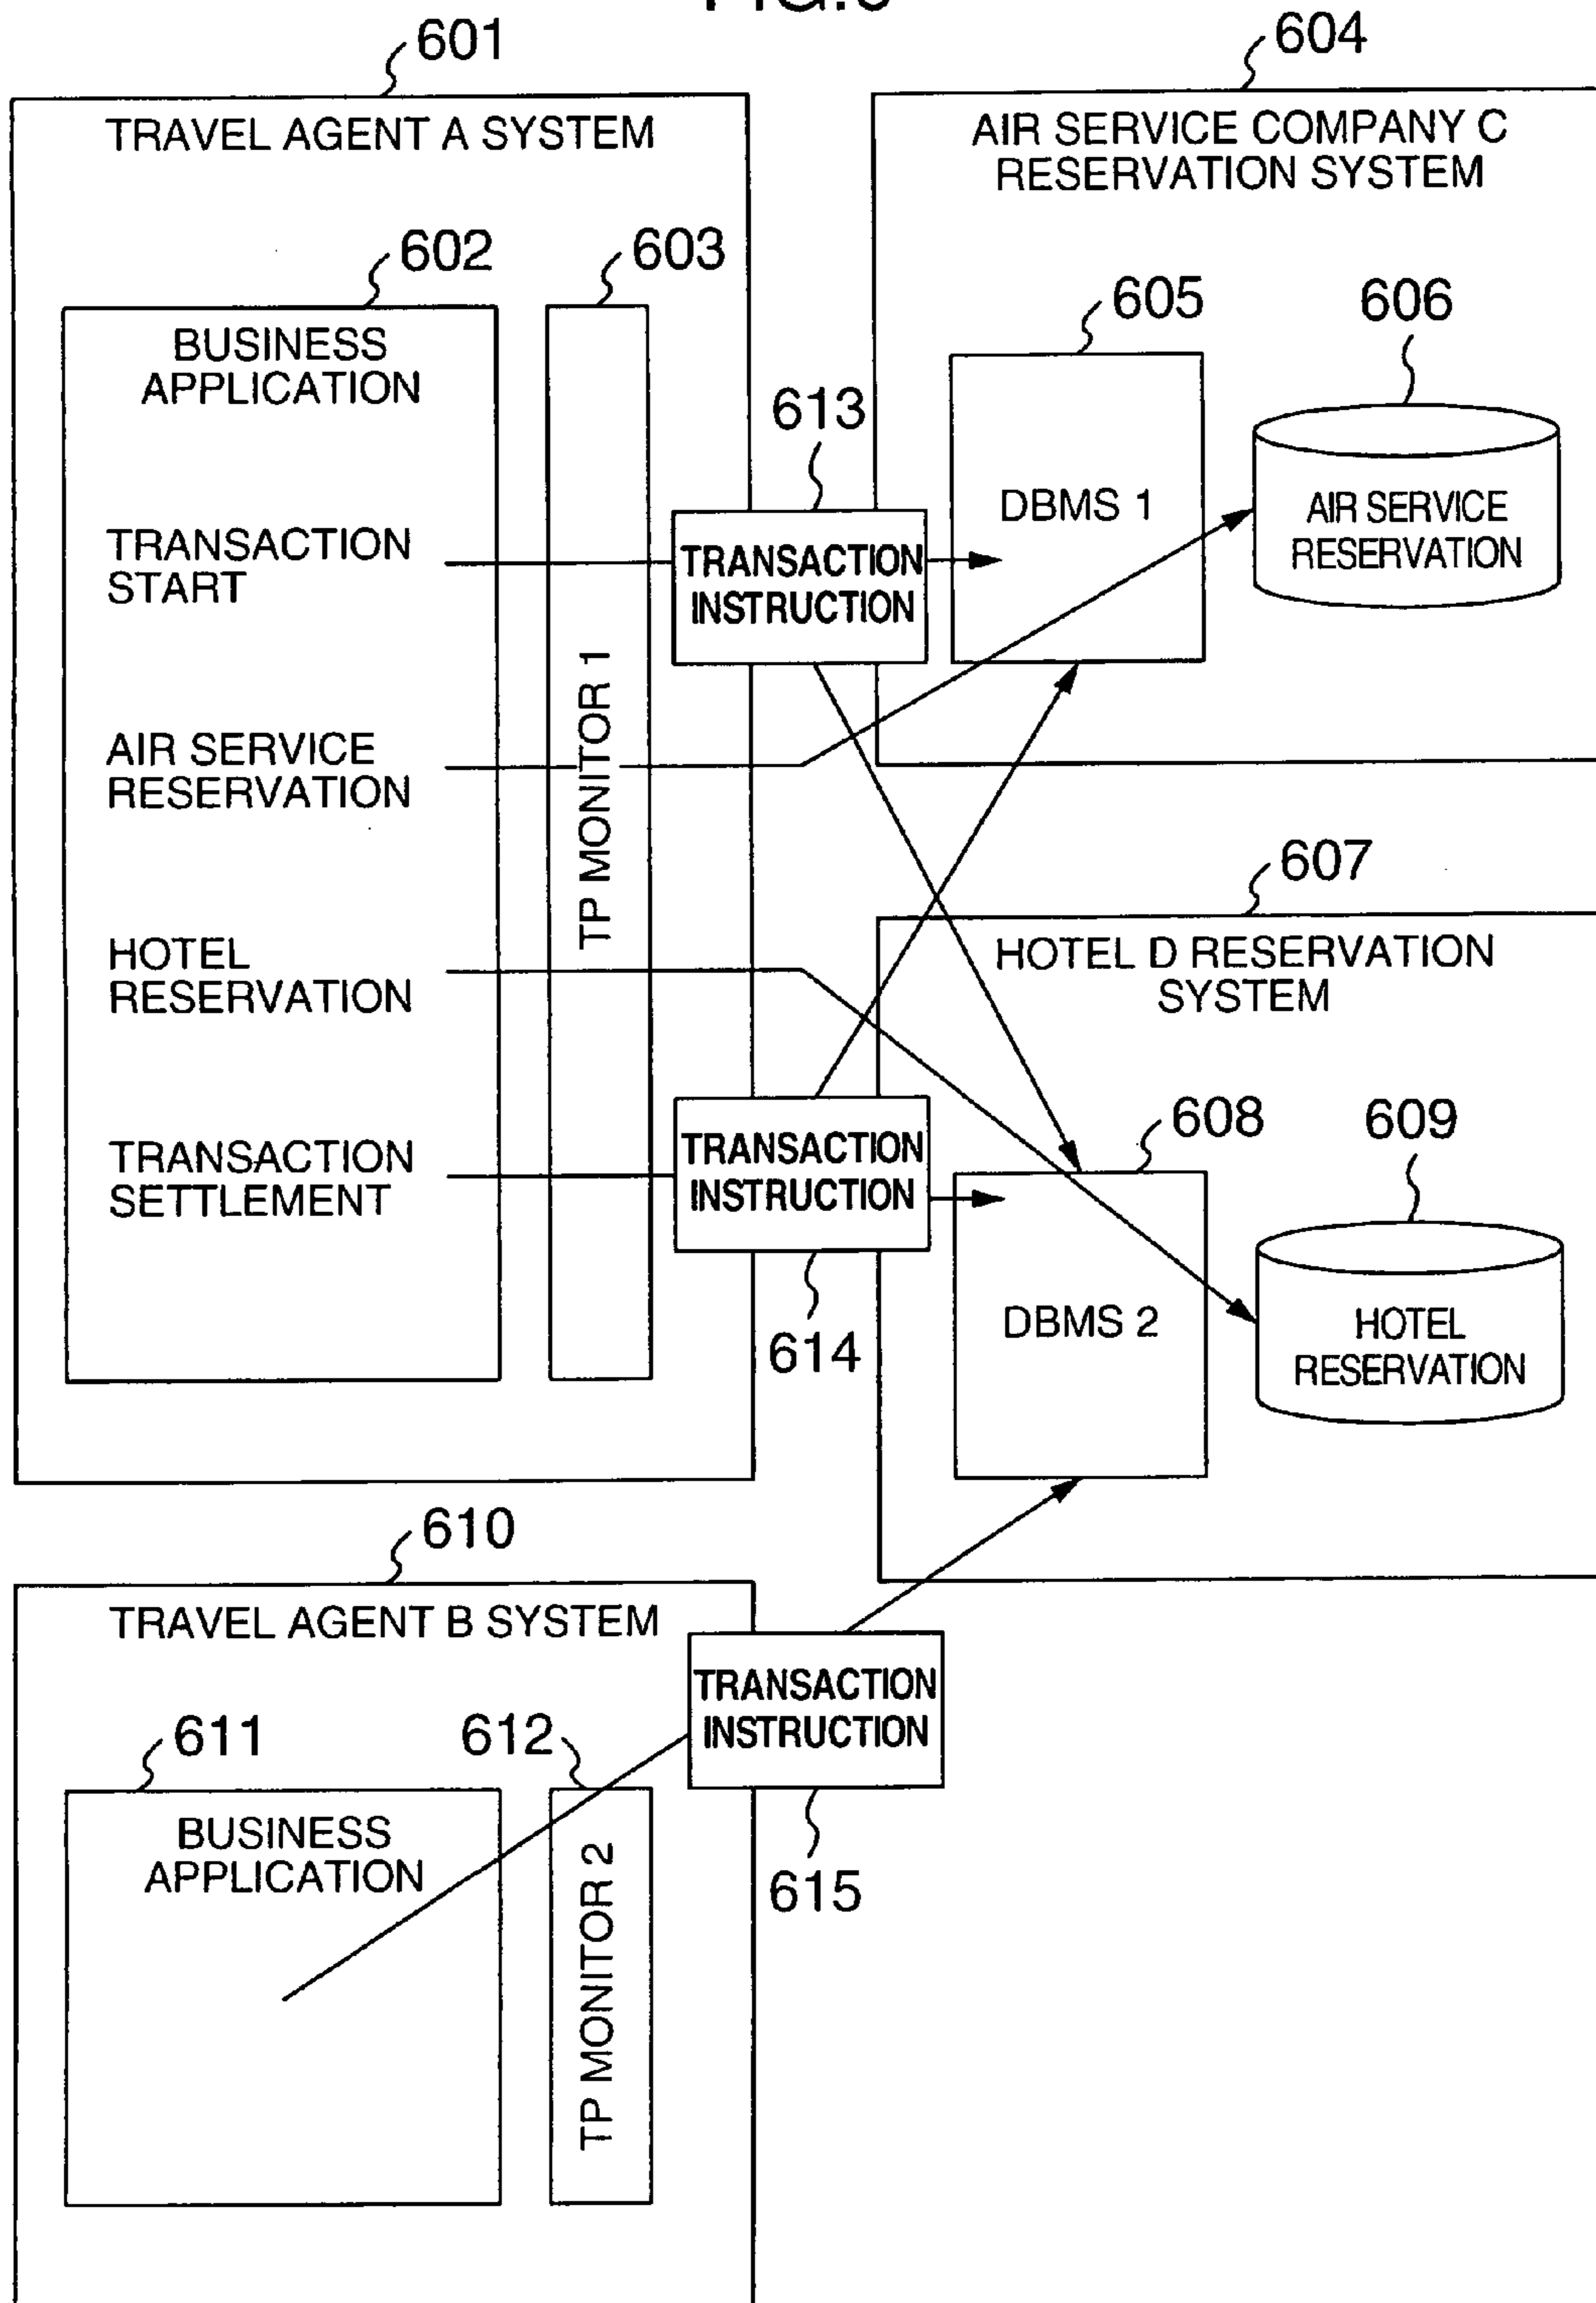 601
TRAVEL AGENT A SYSTEM
602
BUSINESS
APPLICATION
603
TP MONITOR 1
TRANSACTION
START
AIR SERVICE
RESERVATION
HOTEL
RESERVATION
TRANSACTION
SETTLEMENT
613
TRANSACTION
INSTRUCTION
TRANSACTION
INSTRUCTION
614
604
AIR SERVICE COMPANY C
RESERVATION SYSTEM
605
DBMS 1
606
AIR SERVICE
RESERVATION
607
HOTEL D RESERVATION
SYSTEM
608
DBMS 2
609
HOTEL
RESERVATION
610
TRAVEL AGENT B SYSTEM
611
BUSINESS
APPLICATION
612
TP MONITOR 2
TRANSACTION
INSTRUCTION
615